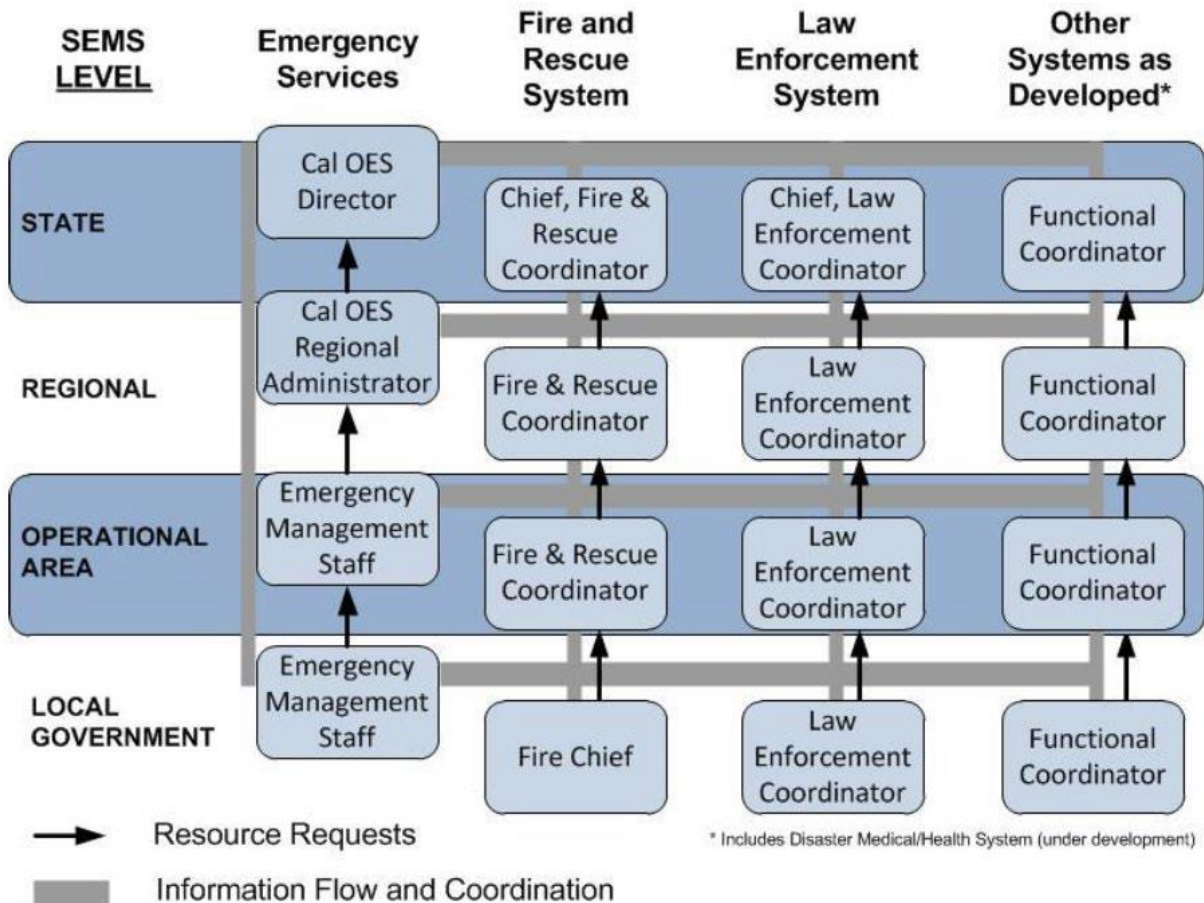 SEMS
LEVEL
Emergency
Services
Fire and
Rescue
System
Law
Enforcement
System
Other
Systems as
Developed*
STATE
Cal OES
Director
Chief, Fire &
Rescue
Coordinator
Chief, Law
Enforcement
Coordinator
Functional
Coordinator
REGIONAL
Cal OES
Regional
Administrator
Fire & Rescue
Coordinator
Law
Enforcement
Coordinator
Functional
Coordinator
OPERATIONAL
AREA
Emergency
Management
Staff
Fire & Rescue
Coordinator
Law
Enforcement
Coordinator
Functional
Coordinator
LOCAL
GOVERNMENT
Emergency
Management
Staff
Fire Chief
Law
Enforcement
Coordinator
Functional
Coordinator
Resource Requests
* Includes Disaster Medical/Health System (under development)
Information Flow and Coordination